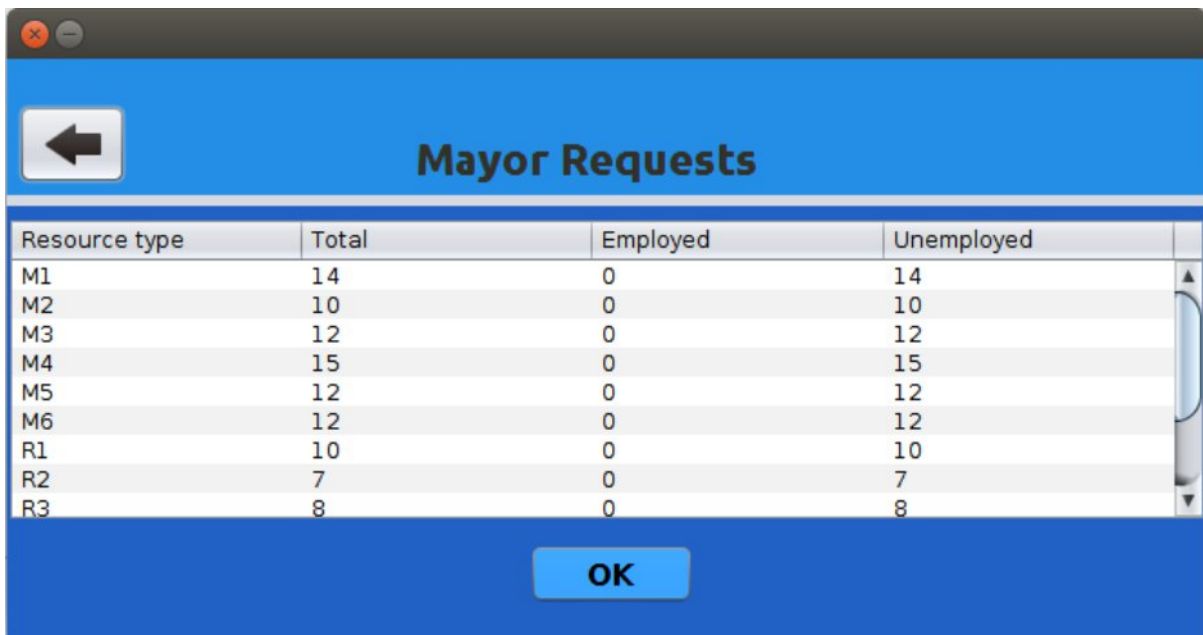 Mayor Requests
Resource type Total Employed Unemployed
M1 14 0 14
M2 10 0 10
M3 12 0 12
M4 15 0 15
M5 12 0 12
M6 12 0 12
R1 10 0 10
R2 7 0 7
R3 8 0 8
OK